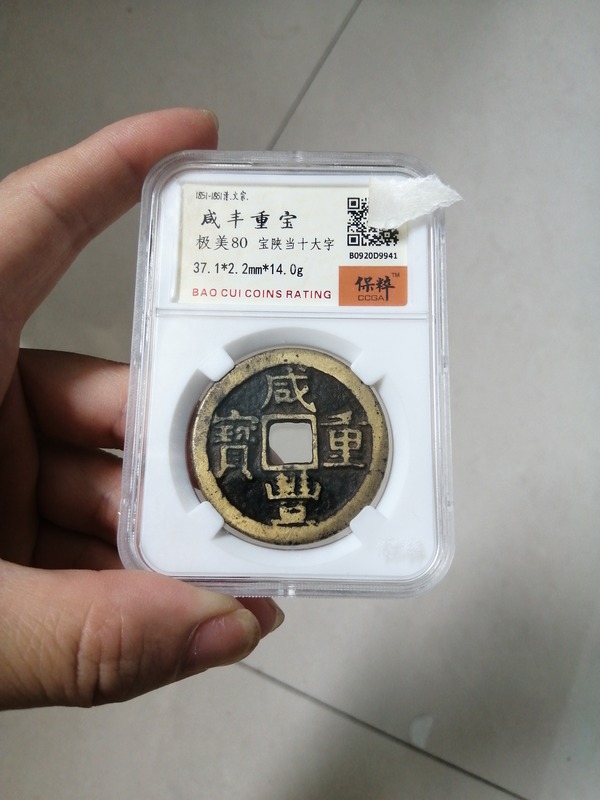 1851-1861清.文宗.
咸丰重宝
极美80 宝陕当十大字
37.1*2.2mm*14.0g
B0920D9941
BAO CUI COINS RATING
保粹™
CCGA
咸
寶 重
豐